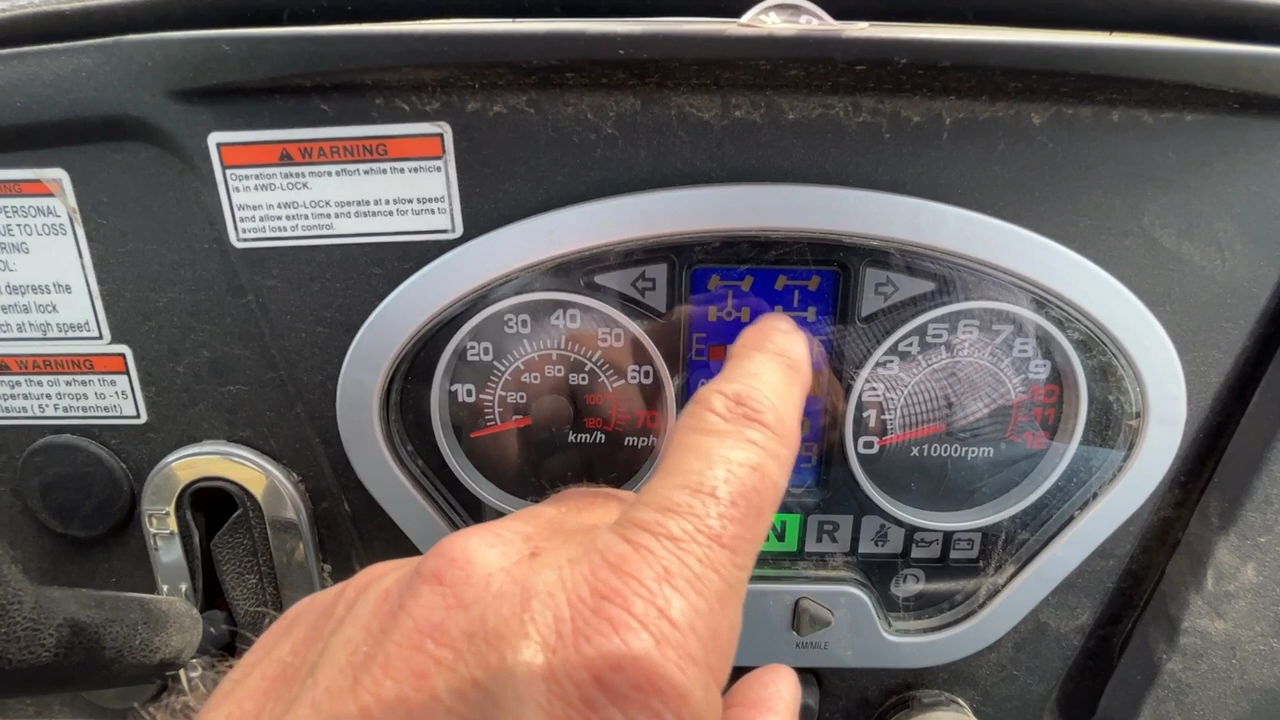 WARNING
Operation takes more effort while the vehicle
is in 4WD-LOCK.
When in 4WD-LOCK operate at a slow speed
and allow extra time and distance for turns to
avoid loss of control.
PERSONAL
UE TO LOSS
RING
OL:
depress the
ential lock
ch at high speed.
WARNING
nge the oil when the
perature drops to -15
lsius ( 5° Fahrenheit)
10
20
30
40
50
60
70
20
40
60
80
100
120
km/h
mph
E
0
1
2
3
4
5
6
7
8
9
10
11
12
x1000rpm
N
R
KM/MILE